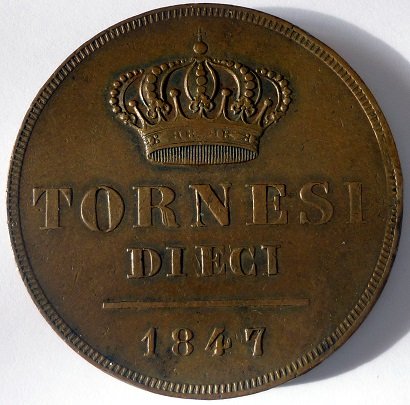 TORNESI
DIECI
1847